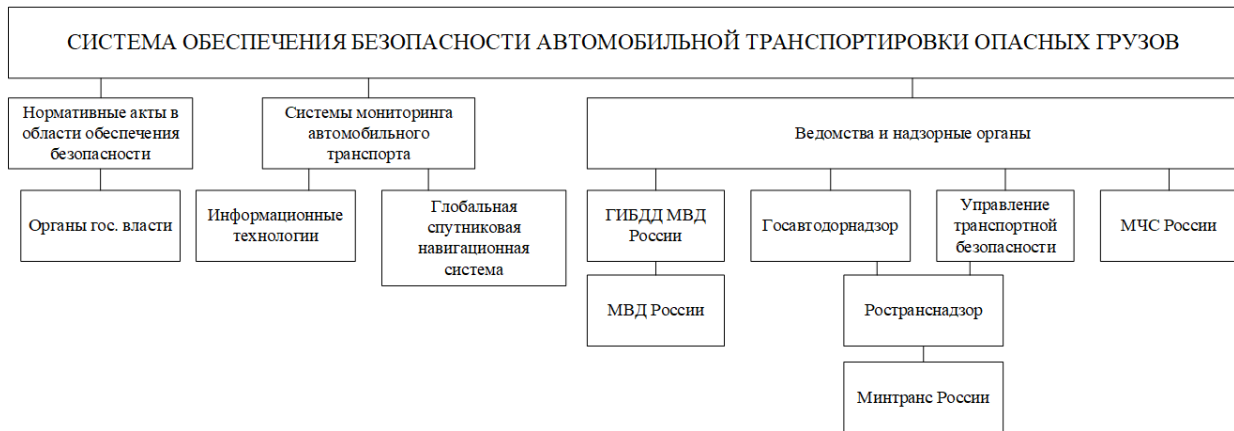 СИСТЕМА ОБЕСПЕЧЕНИЯ БЕЗОПАСНОСТИ АВТОМОБИЛЬНОЙ ТРАНСПОРТИРОВКИ ОПАСНЫХ ГРУЗОВ
Нормативные акты в
области обеспечения
безопасности
Системы мониторинга
автомобильного
транспорта
Ведомства и надзорные органы
Органы гос. власти
Информационные
технологии
Глобальная
спутниковая
навигационная
система
ГИБДД МВД
России
Госавтодорнадзор
Управление
транспортной
безопасности
МЧС России
МВД России
Ространснадзор
Минтранс России